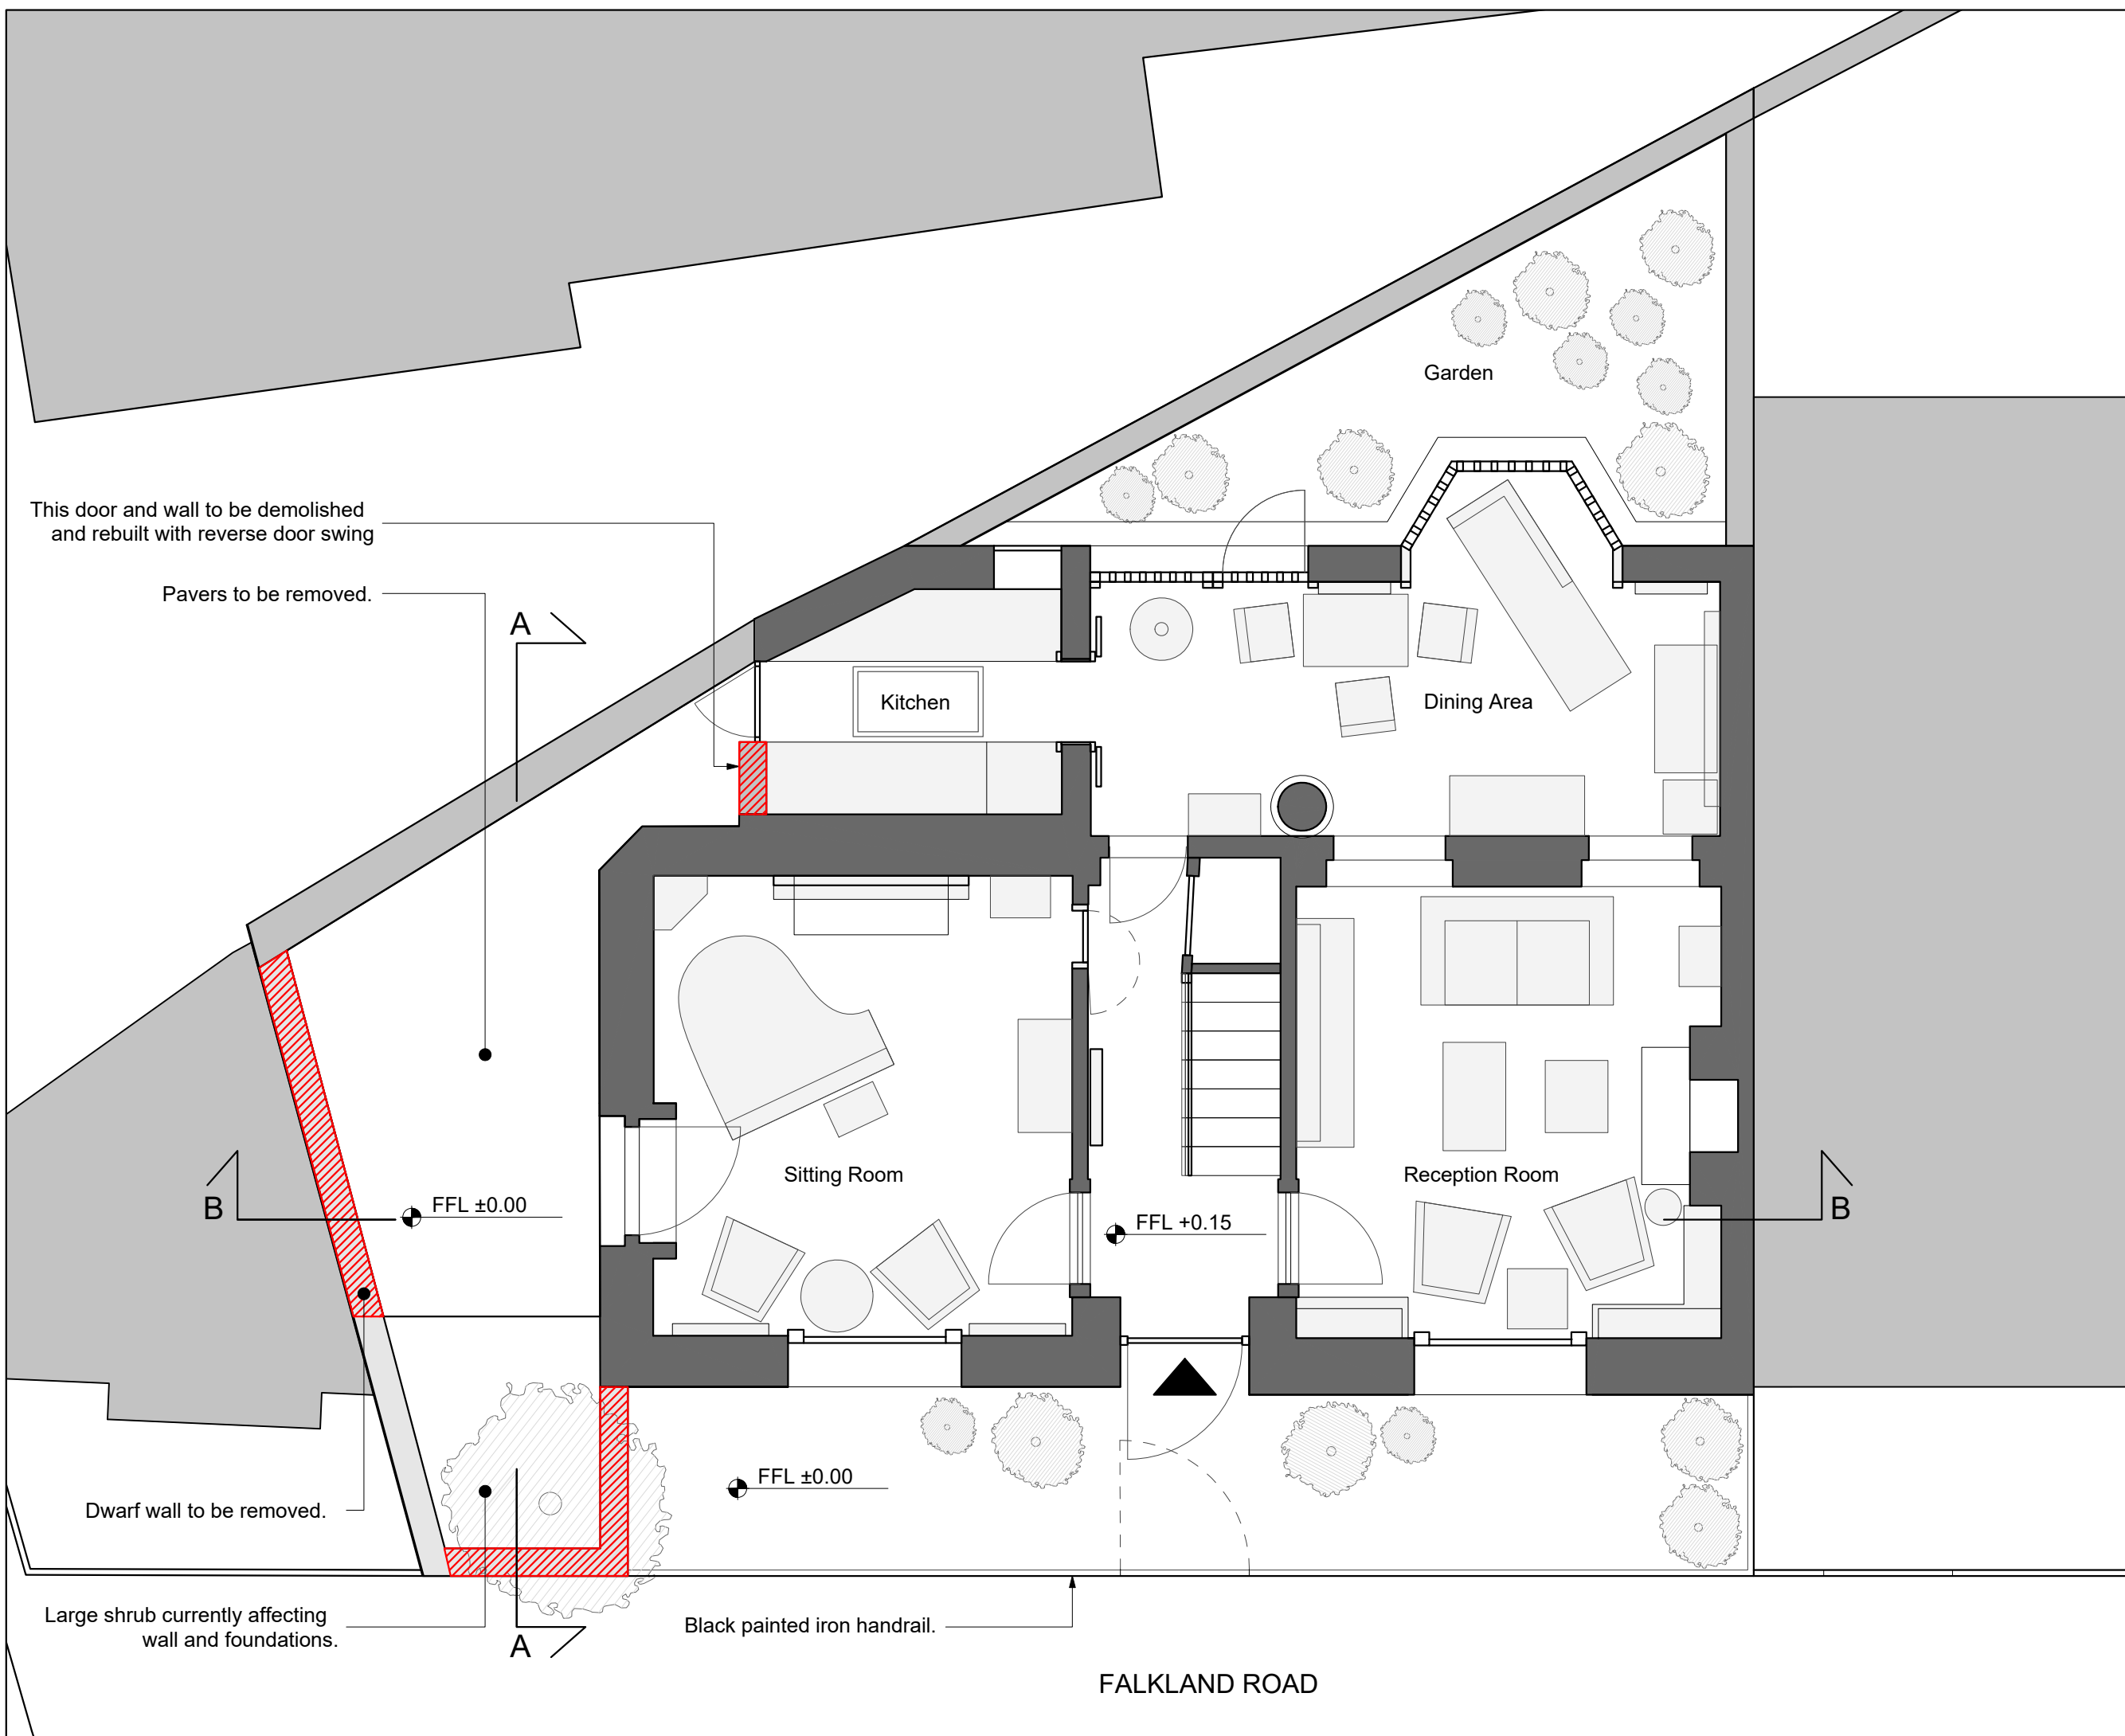 Garden
This door and wall to be demolished
and rebuilt with reverse door swing
Pavers to be removed.
A
Kitchen
Dining Area
Sitting Room
Reception Room
B
FFL ±0.00
FFL +0.15
B
FFL ±0.00
Dwarf wall to be removed.
Large shrub currently affecting
wall and foundations.
A
Black painted iron handrail.
FALKLAND ROAD